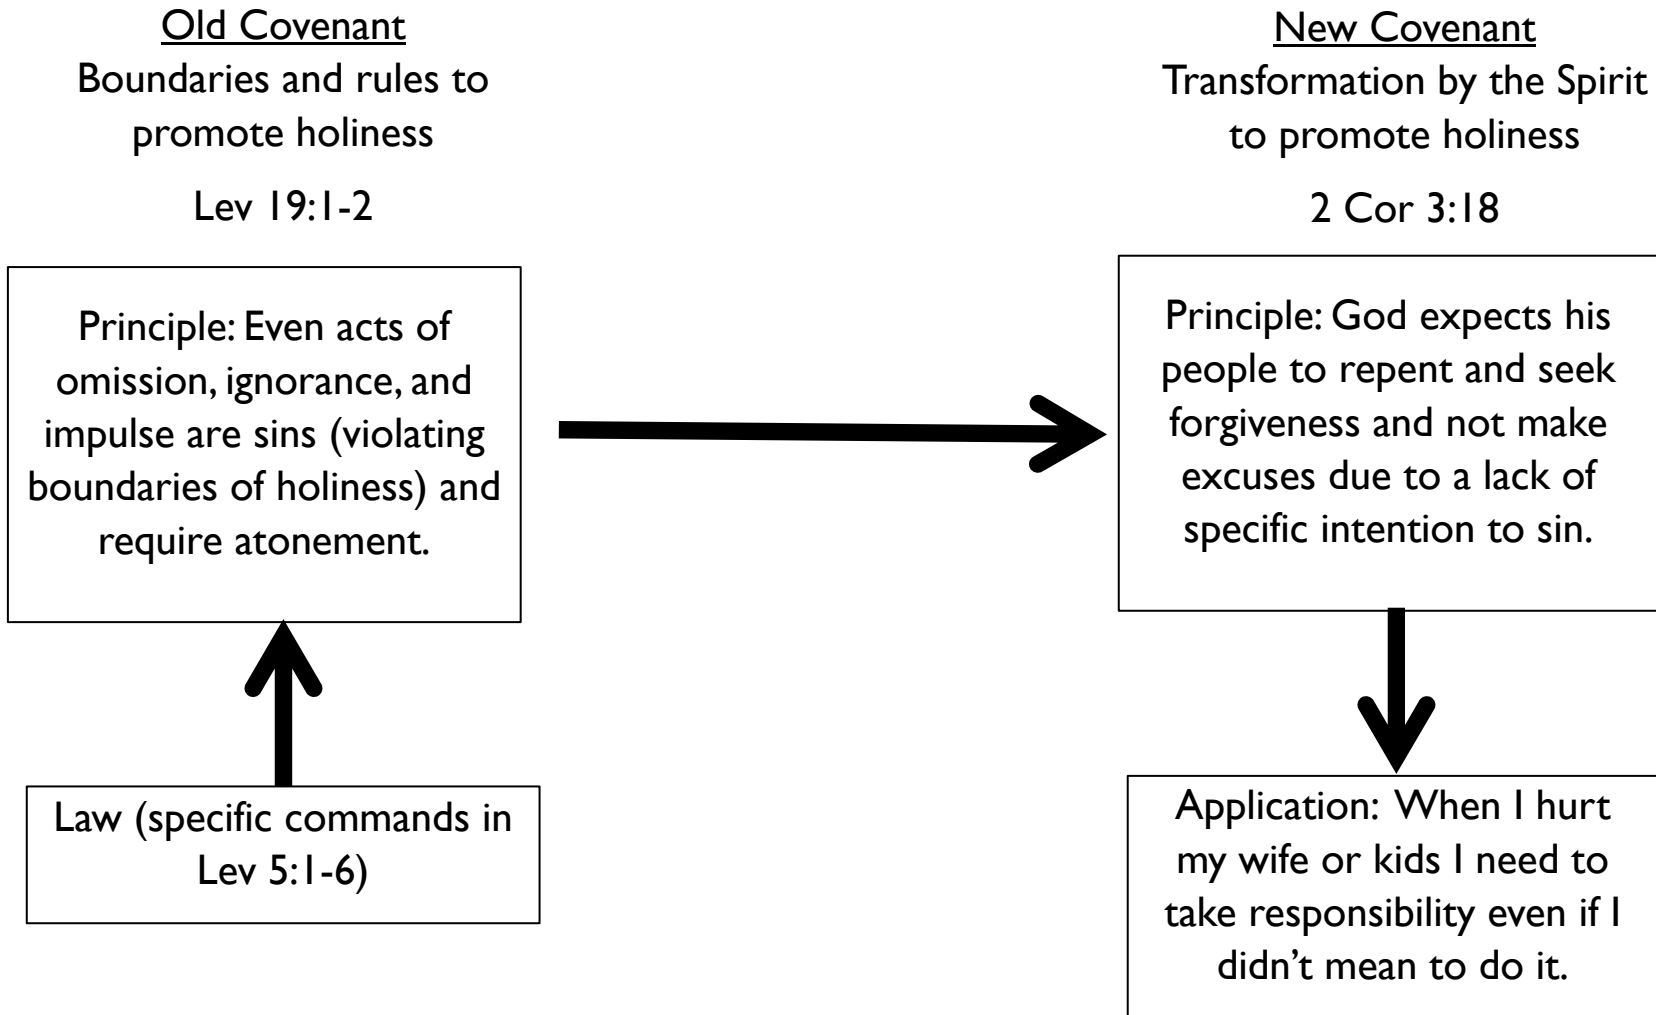 Old Covenant
Boundaries and rules to
promote holiness
Lev 19:1-2
Principle: Even acts of
omission, ignorance, and
impulse are sins (violating
boundaries of holiness) and
require atonement.
Law (specific commands in
Lev 5:1-6)
New Covenant
Transformation by the Spirit
to promote holiness
2 Cor 3:18
Principle: God expects his
people to repent and seek
forgiveness and not make
excuses due to a lack of
specific intention to sin.
Application: When I hurt
my wife or kids I need to
take responsibility even if I
didn’t mean to do it.